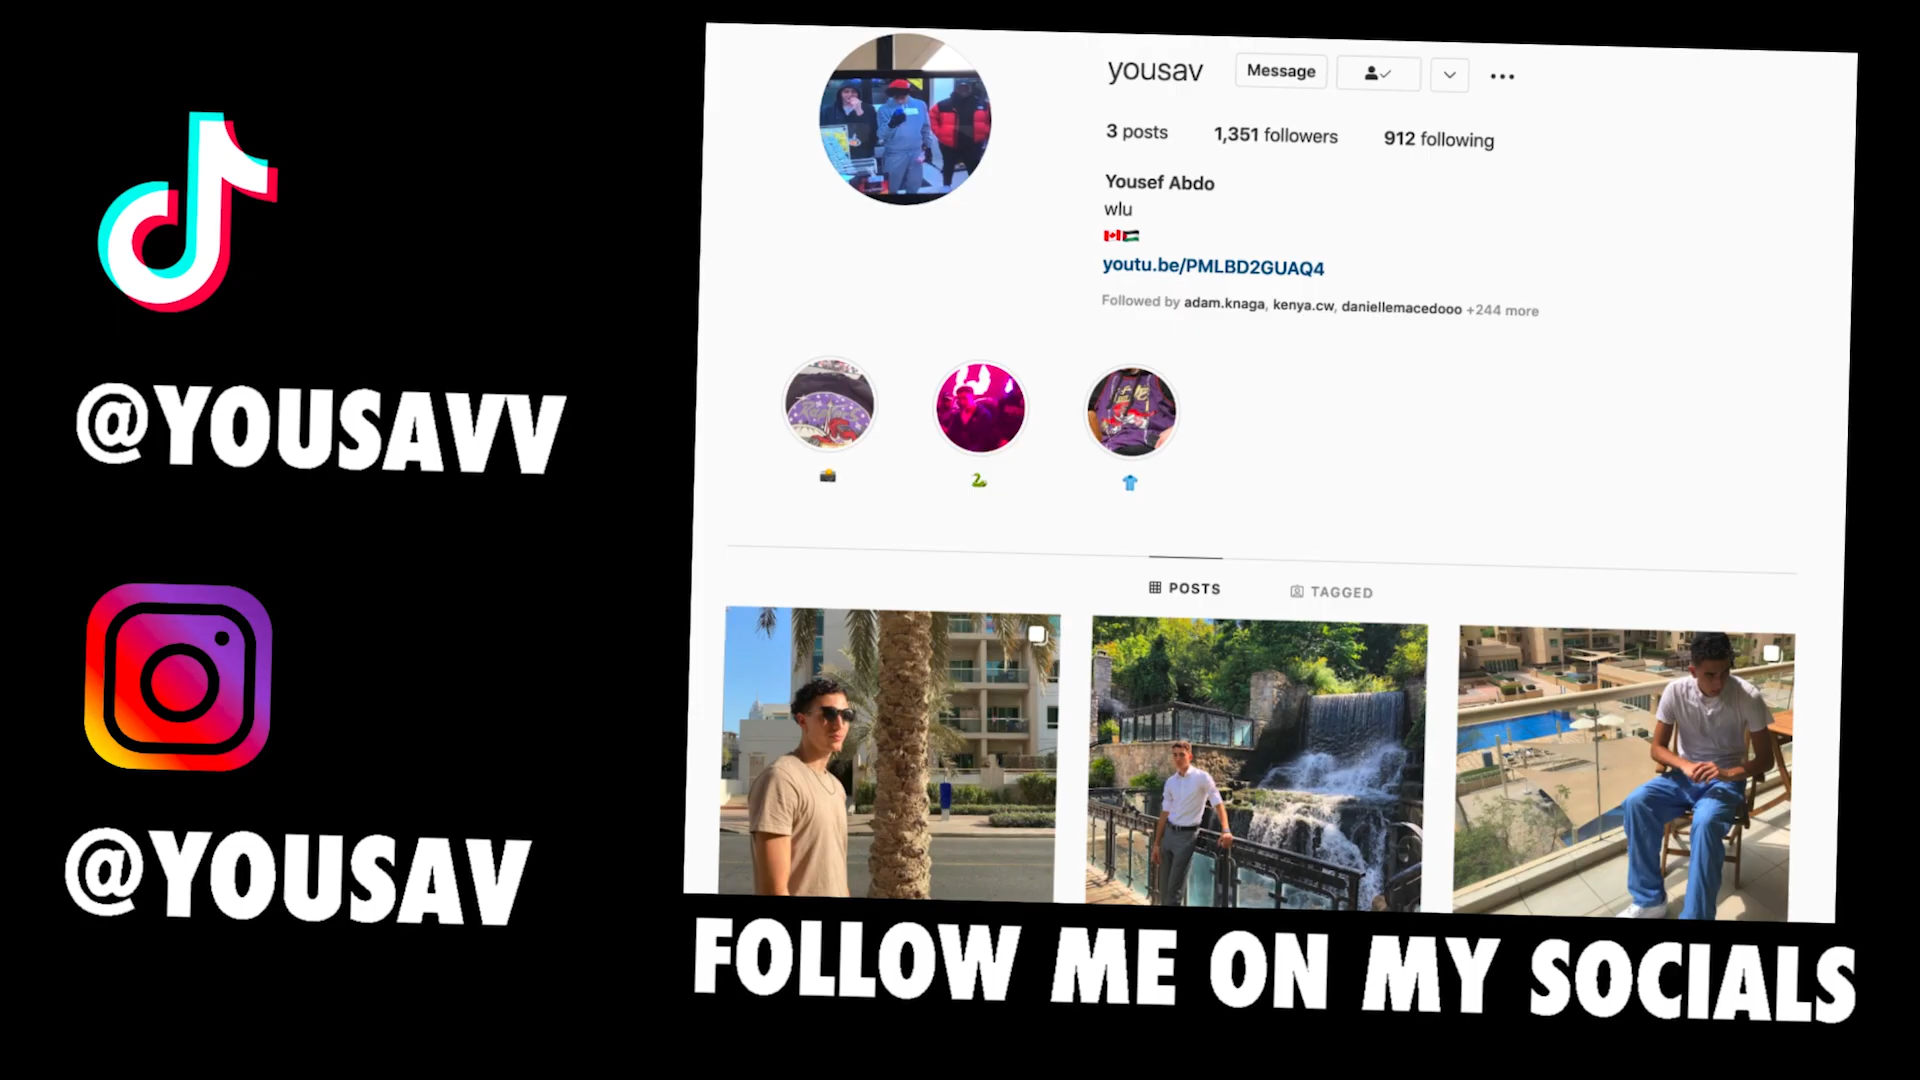 @YOUSAVV
@YOUSAV
yousav Message
3 posts 1,351 followers 912 following
Yousef Abdo
wlu
youtu.be/PMLBD2GUAQ4
Followed by adam.knaga, kenya.cw, daniellemacedooo +244 more
Raptors
POSTS TAGGED
FOLLOW ME ON MY SOCIALS